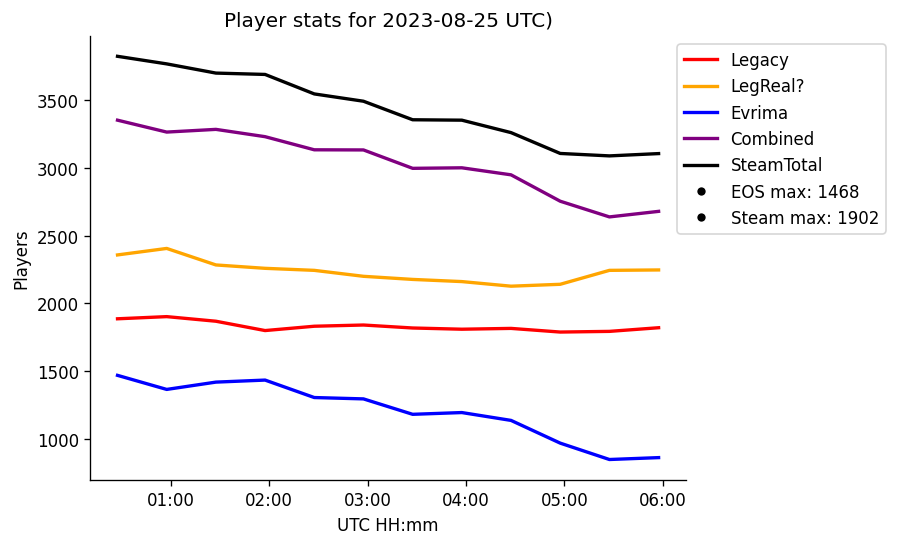 Player stats for 2023-08-25 UTC)
Legacy
LegReal?
Evrima
Combined
SteamTotal
EOS max: 1468
Steam max: 1902
Players
3500
3000
2500
2000
1500
1000
01:00 02:00 03:00 04:00 05:00 06:00
UTC HH:mm